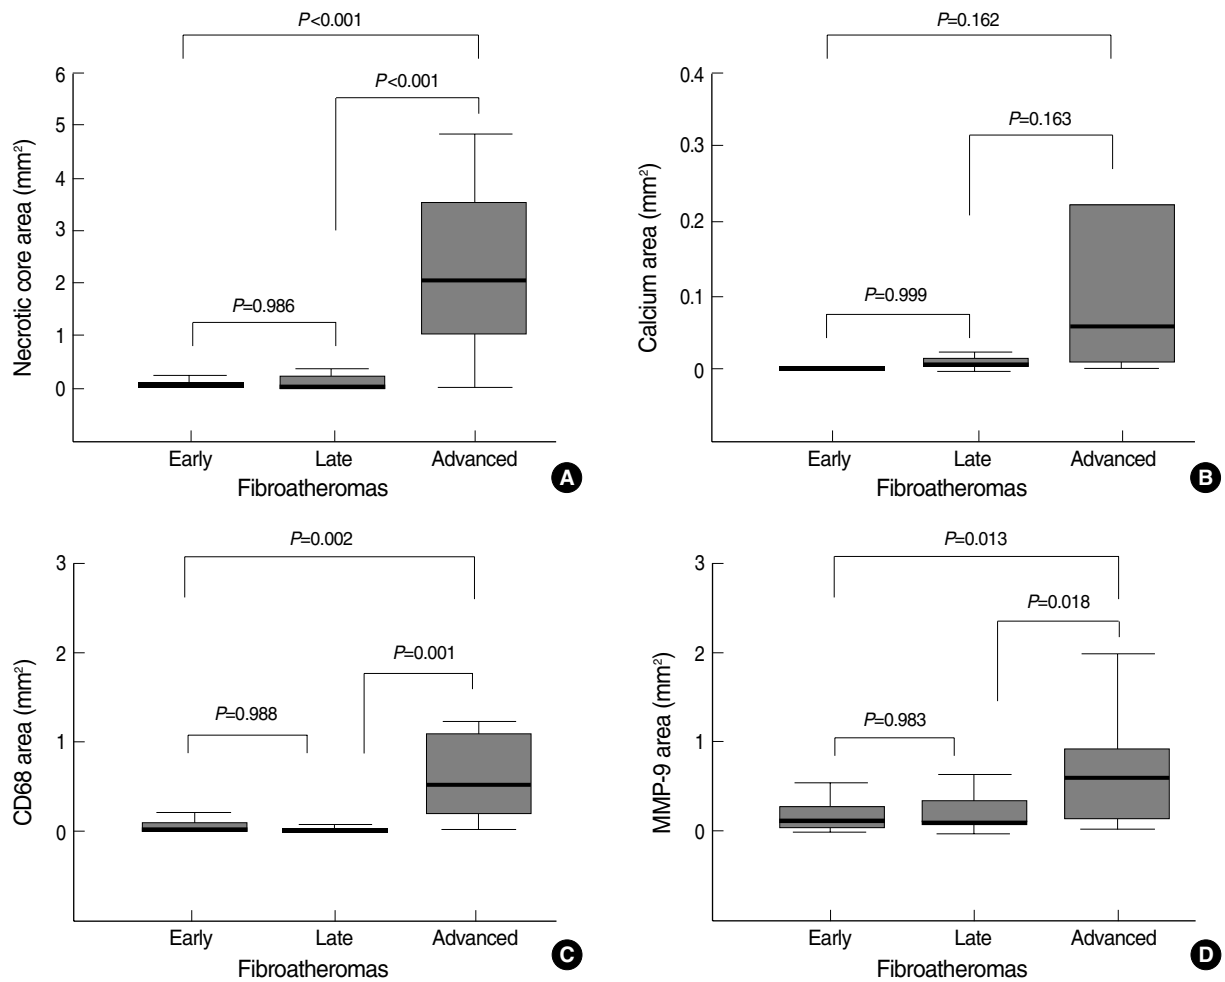 P<0.001
P<0.001
P=0.986
6
5
4
3
2
1
0
Necrotic core area (mm²)
Early Late Advanced
Fibroatheromas
A
P=0.162
P=0.163
P=0.999
0.4
0.3
0.2
0.1
0
Calcium area (mm²)
Early Late Advanced
Fibroatheromas
B
P=0.002
P=0.001
P=0.988
3
2
1
0
CD68 area (mm²)
Early Late Advanced
Fibroatheromas
C
P=0.013
P=0.018
P=0.983
3
2
1
0
MMP-9 area (mm²)
Early Late Advanced
Fibroatheromas
D